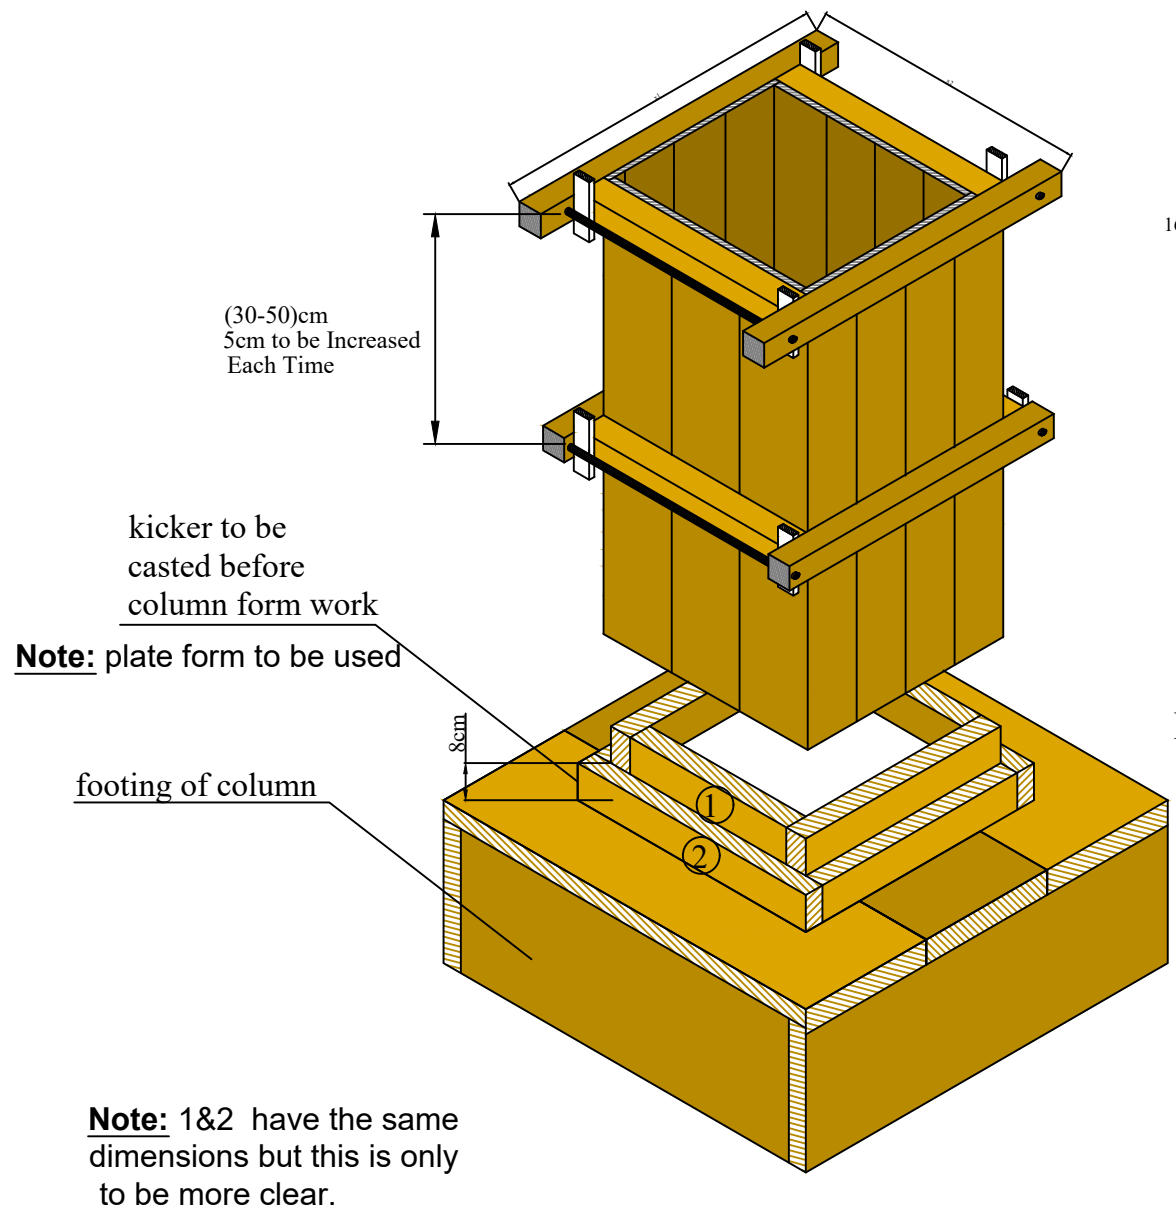 (30-50)cm
5cm to be Increased
Each Time
kicker to be
casted before
column form work
Note: plate form to be used
8cm
footing of column
1
2
Note: 1&2 have the same
dimensions but this is only
to be more clear.